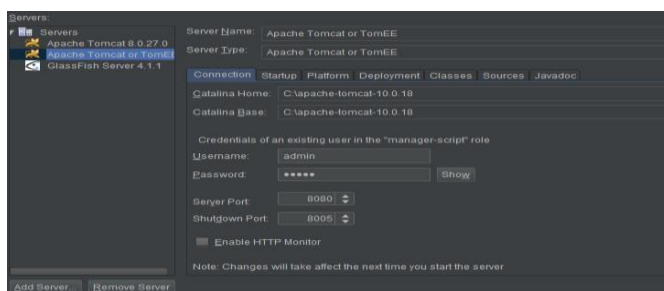 Servers:
Servers
Apache Tomcat 8.0.27.0
Apache Tomcat or TomEE
GlassFish Server 4.1.1
Add Server...
Remove Server
Server Name: Apache Tomcat or TomEE
Server Type: Apache Tomcat or TomEE
Connection Startup Platform Deployment Classes Sources Javadoc
Catalina Home: C:\apache-tomcat-10.0.18
Catalina Base: C:\apache-tomcat-10.0.18
Credentials of an existing user in the "manager-script" role
Username: admin
Password: ••••• Show
Server Port: 8080
Shutdown Port: 8005
Enable HTTP Monitor
Note: Changes will take affect the next time you start the server